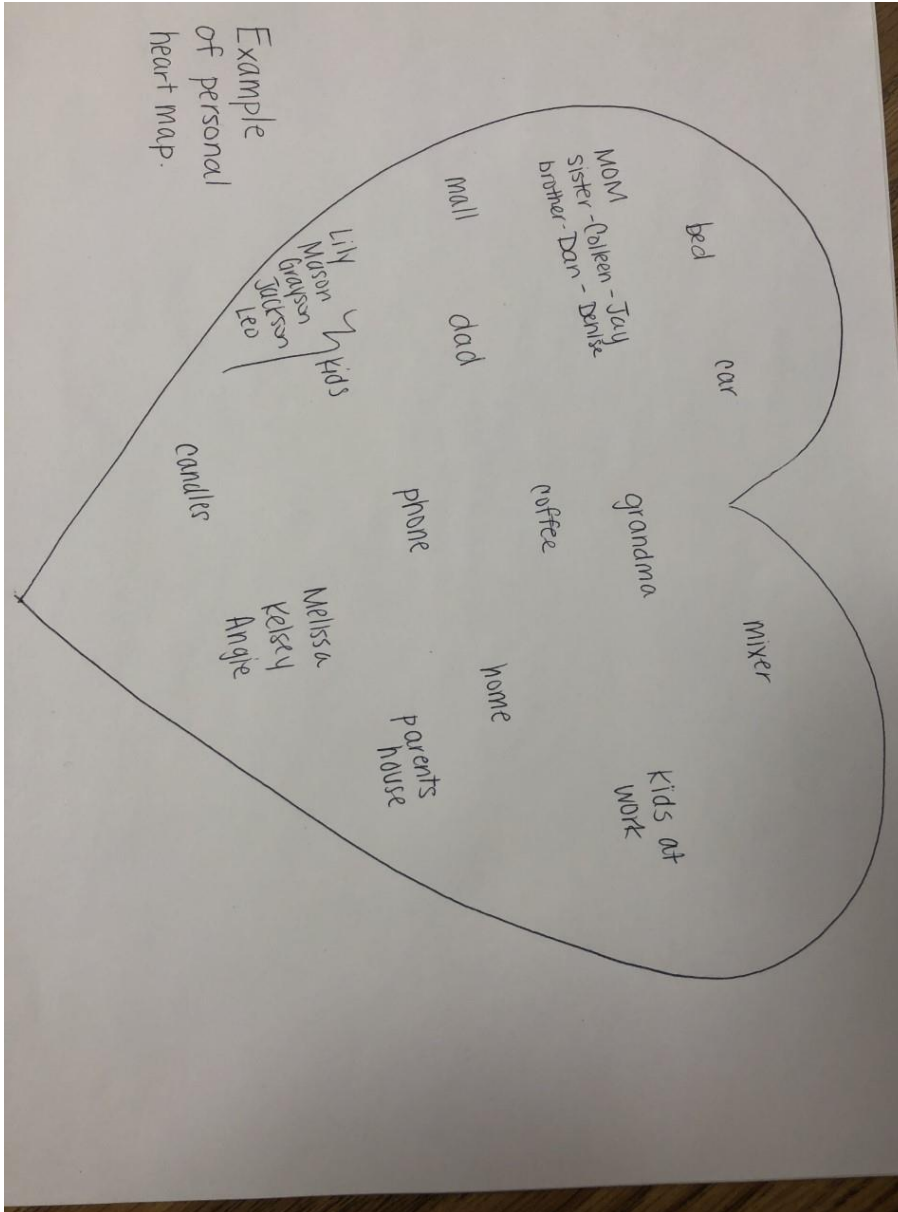 bed
car
mixer
MOM
sister - Colleen - Jay
brother - Dan - Denise
grandma
kids at
work
coffee
mall
dad
home
phone
parents
house
Lily
Mason
Grayson
Jackson
Leo
kids
Melissa
Kelsey
Angie
candles
Example
of personal
heart map.